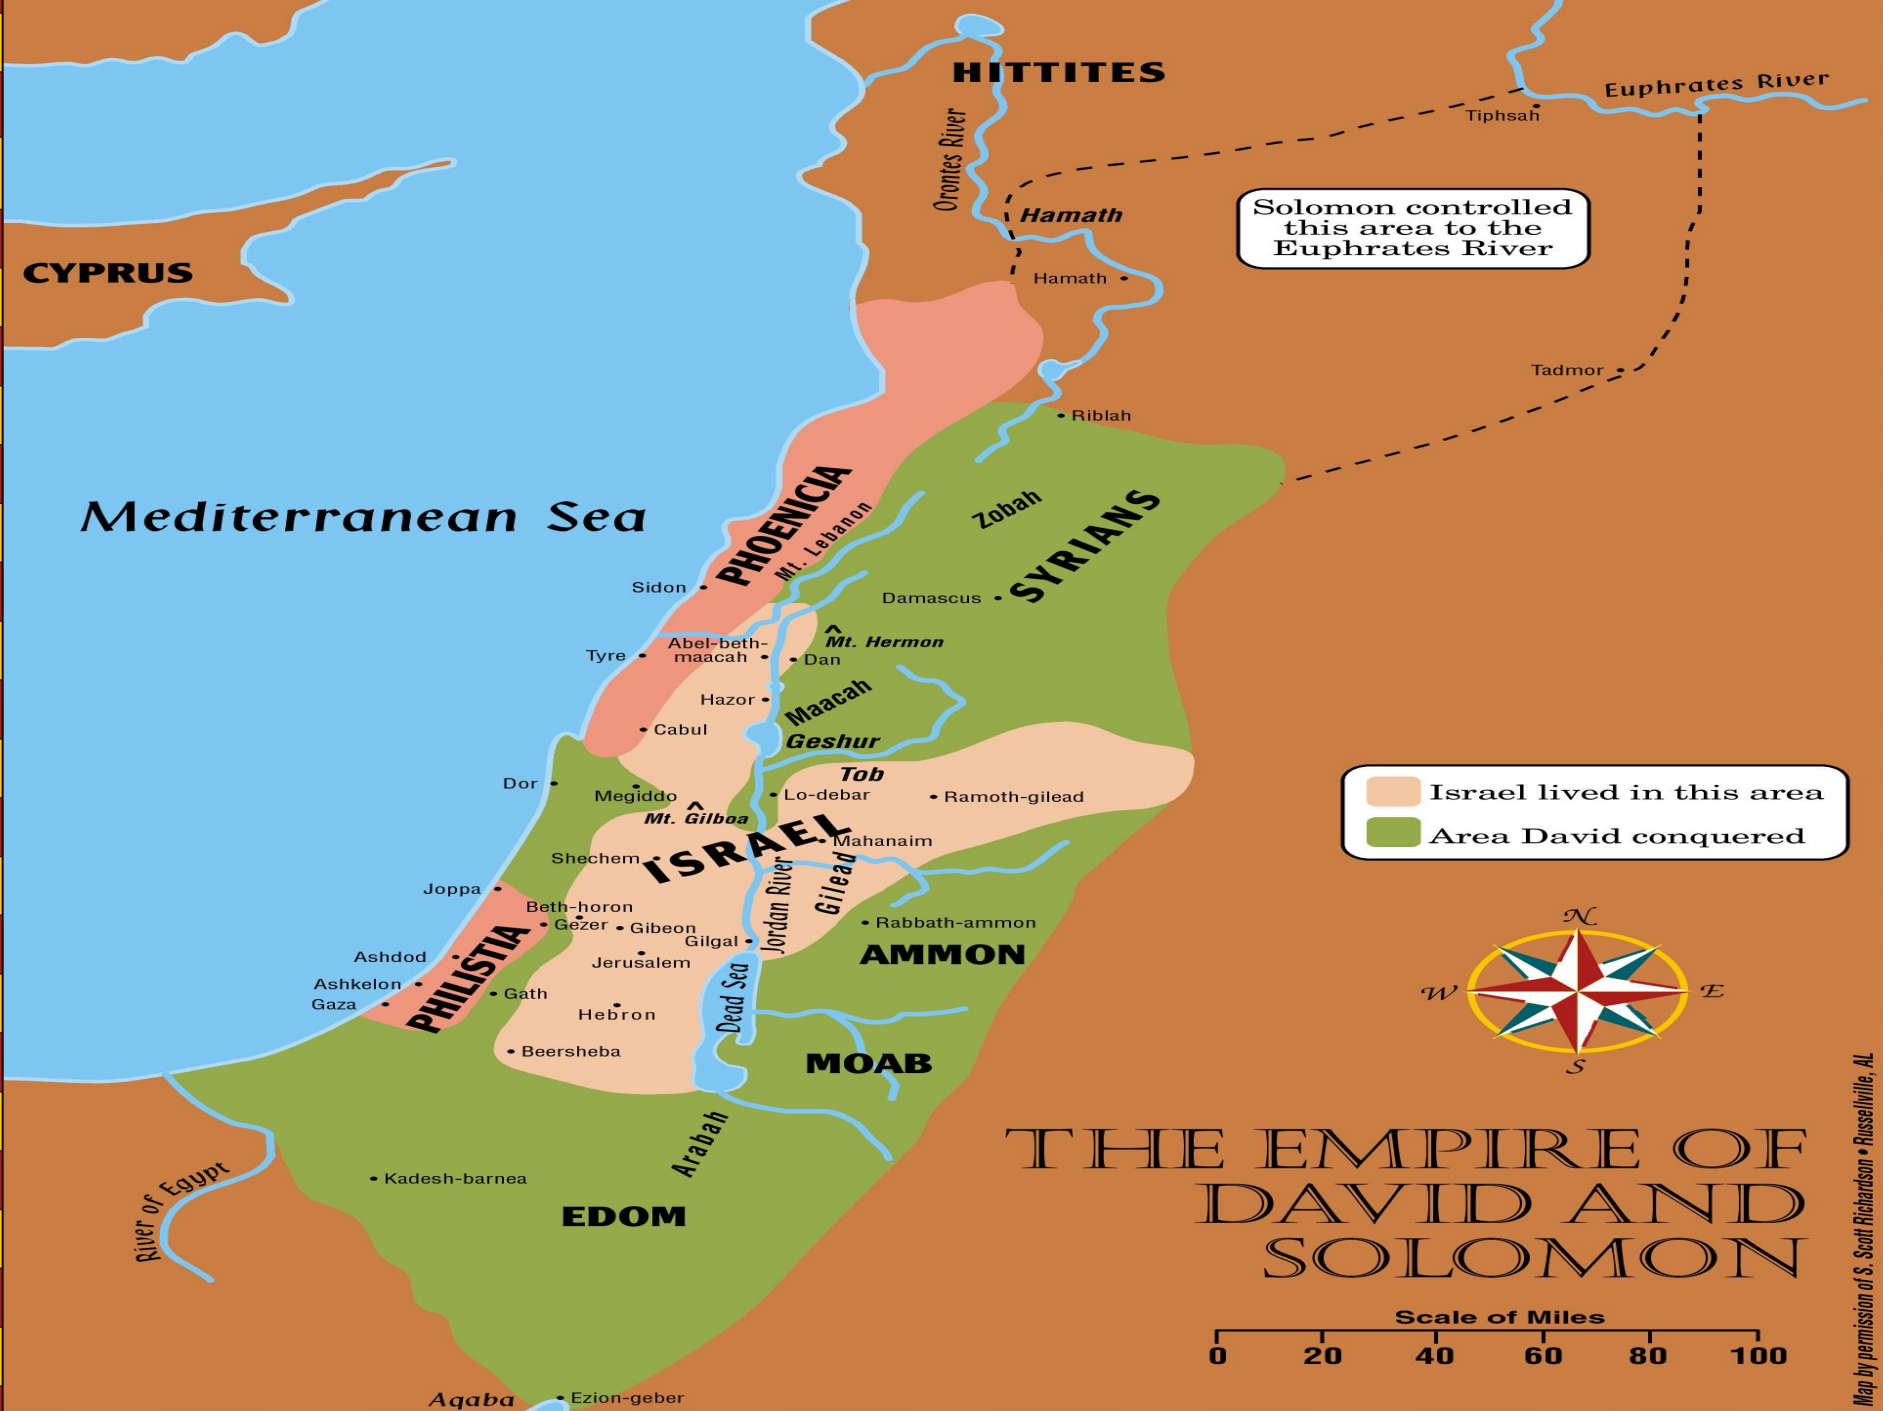 HITTITES
Euphrates River
Tiphsah
Orontes River
Hamath
Solomon controlled
this area to the
Euphrates River
CYPRUS
Hamath
Tadmor
Riblah
Mediterranean Sea
PHOENICIA
Mt. Lebanon
Zobah
SYRIANS
Sidon
Damascus
Mt. Hermon
Abel-beth-
maacah
Tyre
Dan
Hazor
Maacah
Cabul
Geshur
Tob
Dor
Megiddo
Lo-debar
Ramoth-gilead
Israel lived in this area
Area David conquered
Mt. Gilboa
ISRAEL
Mahanaim
Shechem
Jordan River
Gilead
Joppa
Beth-horon
Gezer
Gibeon
Gilgal
Rabbath-ammon
AMMON
Jerusalem
Ashdod
PHILISTIA
Ashkelon
Gaza
Gath
Hebron
Dead Sea
Beersheba
MOAB
N
W
E
S
Arabah
River of Egypt
Kadesh-barnea
EDOM
THE EMPIRE OF
DAVID AND
SOLOMON
Scale of Miles
0 20 40 60 80 100
Aqaba
Ezion-geber
Map by permission of S. Scott Richardson • Russellville, AL